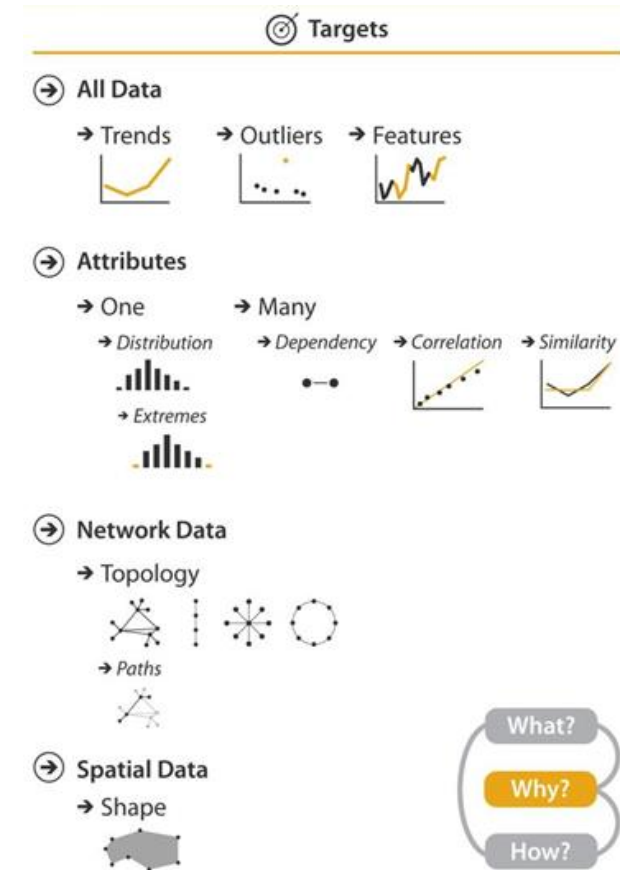 Targets
All Data
Trends Outliers Features
Attributes
One Many
Distribution Dependency Correlation Similarity
Extremes
Network Data
Topology
Paths
What?
Spatial Data
Why?
Shape
How?